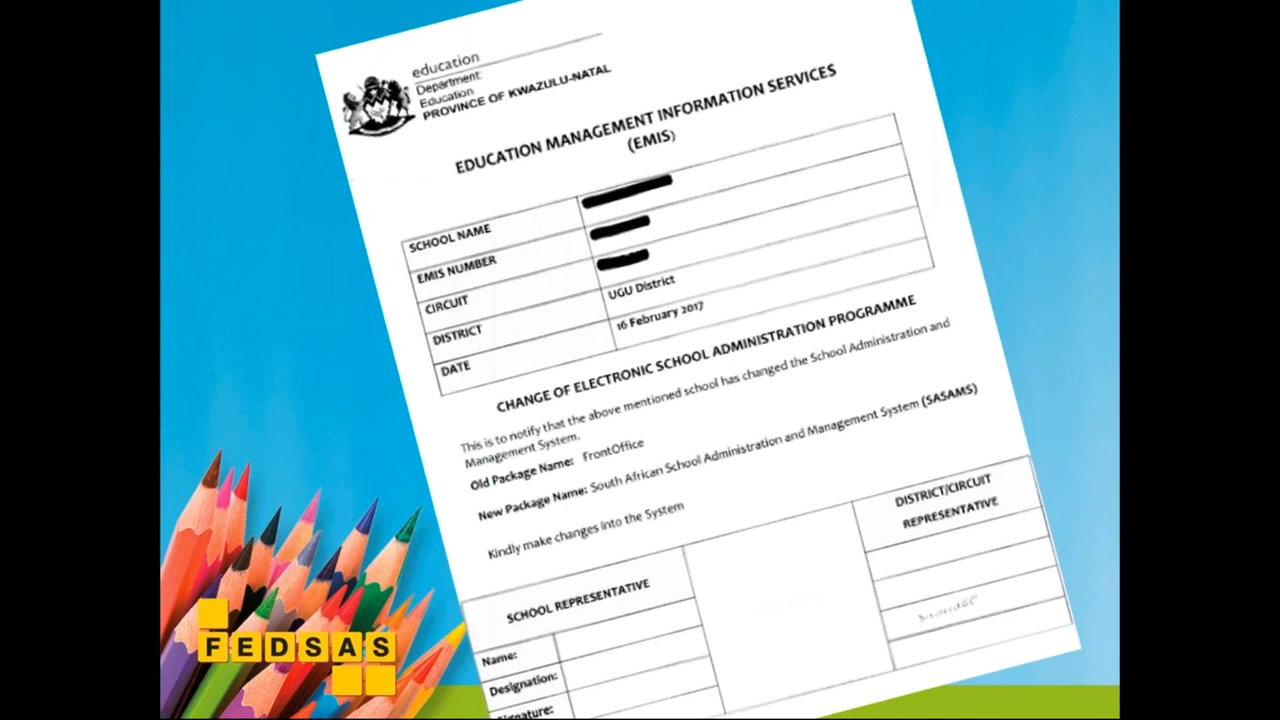 education
Department:
Education
PROVINCE OF KWAZULU-NATAL
EDUCATION MANAGEMENT INFORMATION SERVICES
(EMIS)
SCHOOL NAME
EMIS NUMBER
CIRCUIT
DISTRICT UGU District
DATE 16 February 2017
CHANGE OF ELECTRONIC SCHOOL ADMINISTRATION PROGRAMME
This is to notify that the above mentioned school has changed the School Administration and
Management System.
Old Package Name: FrontOffice
New Package Name: South African School Administration and Management System (SASAMS)
Kindly make changes into the System
SCHOOL REPRESENTATIVE
DISTRICT/CIRCUIT
REPRESENTATIVE
Name:
Designation:
Signature:
FEDSAS